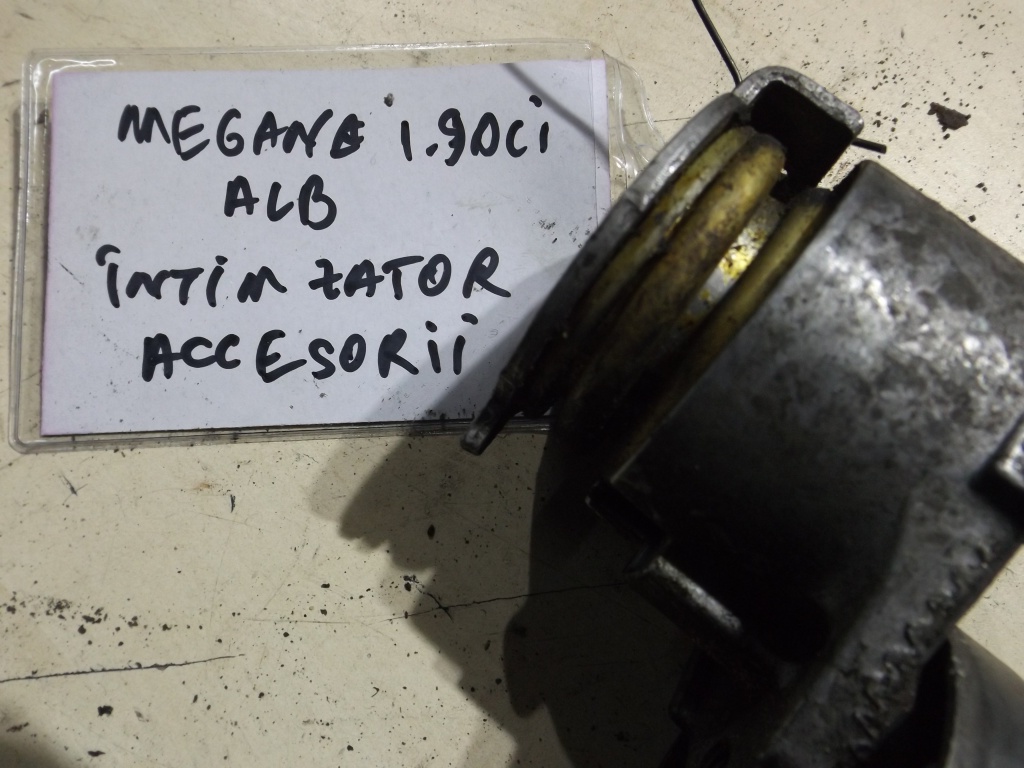 MEGANE 1.9DCI
ALB
ÎNTINZATOR
ACCESORII